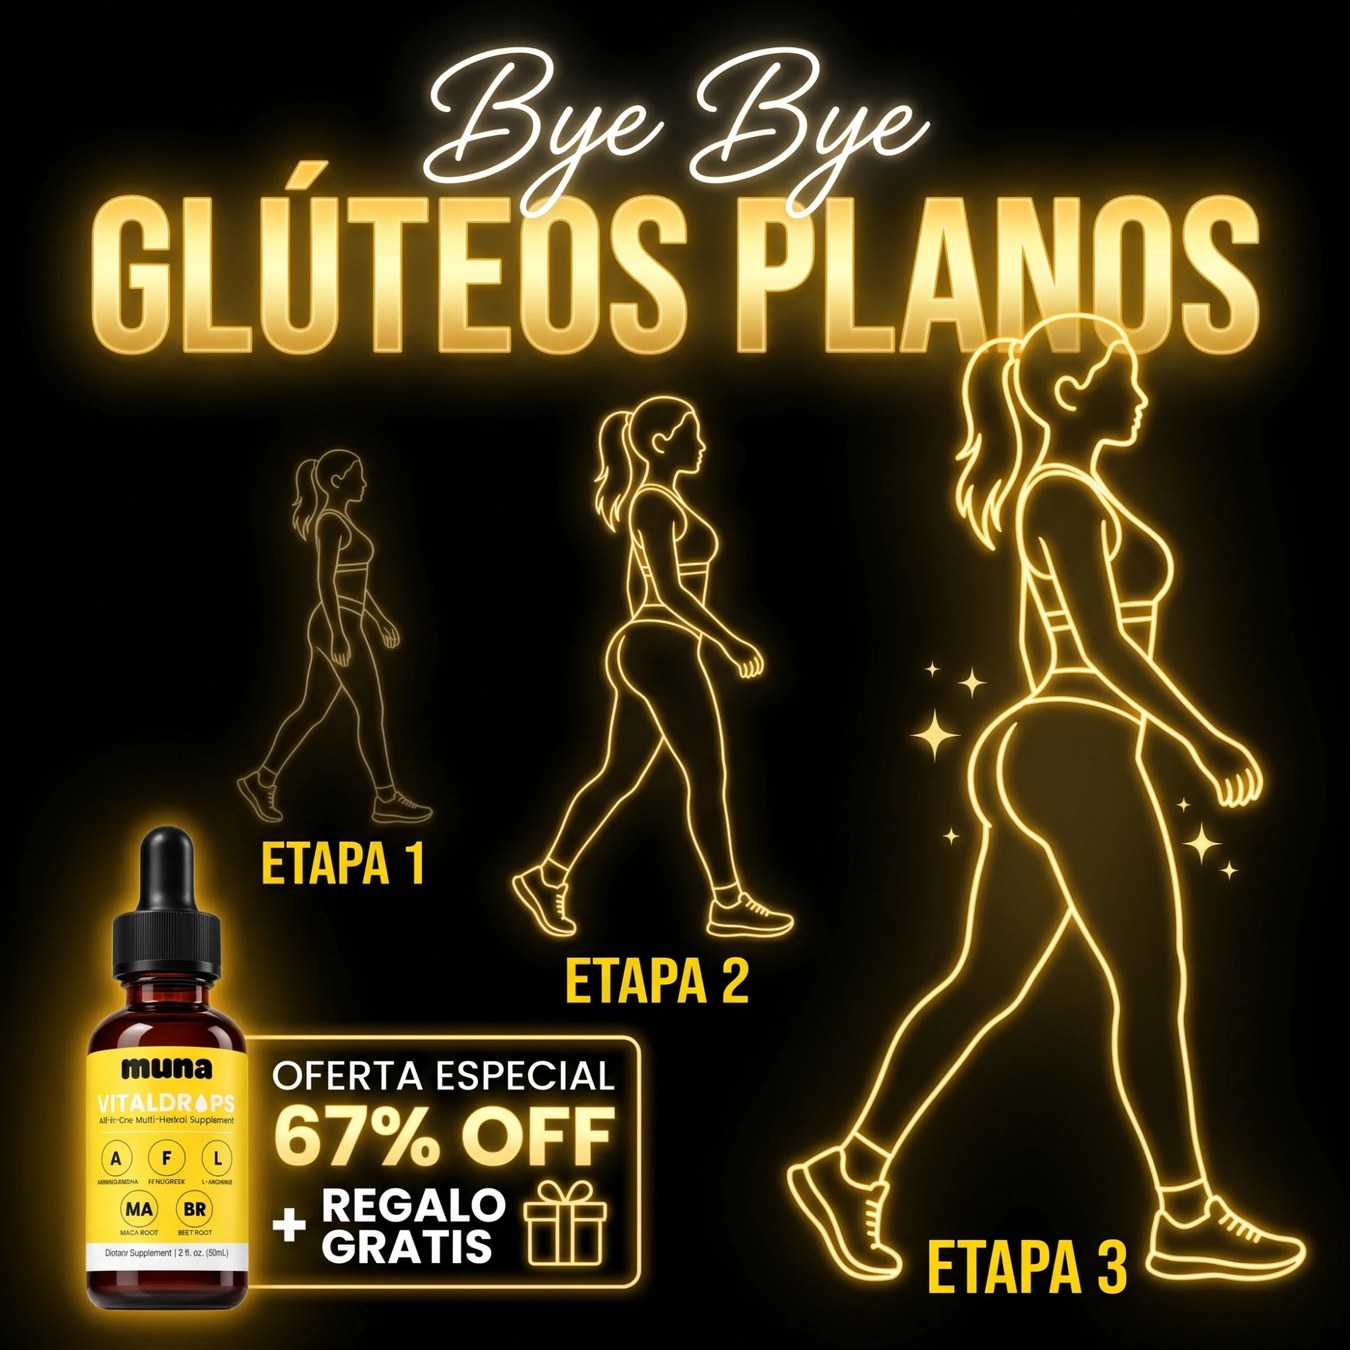 Bye Bye
GLÚTEOS PLANOS
ETAPA 1
ETAPA 2
ETAPA 3
muna
VITALDROPS
All-in-One Multi-Herbal Supplement
A F L
MA BR
MACA ROOT BEET ROOT
Supplement | 2 fl. oz. (50mL)
OFERTA ESPECIAL
67% OFF
+ REGALO
GRATIS